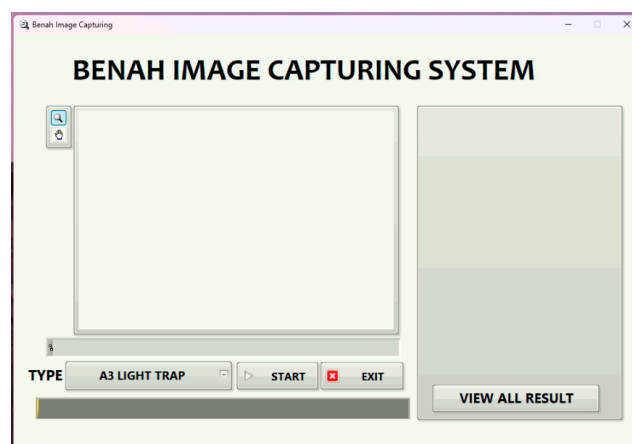 Benah Image Capturing
BENAH IMAGE CAPTURING SYSTEM
TYPE
A3 LIGHT TRAP
START
EXIT
VIEW ALL RESULT